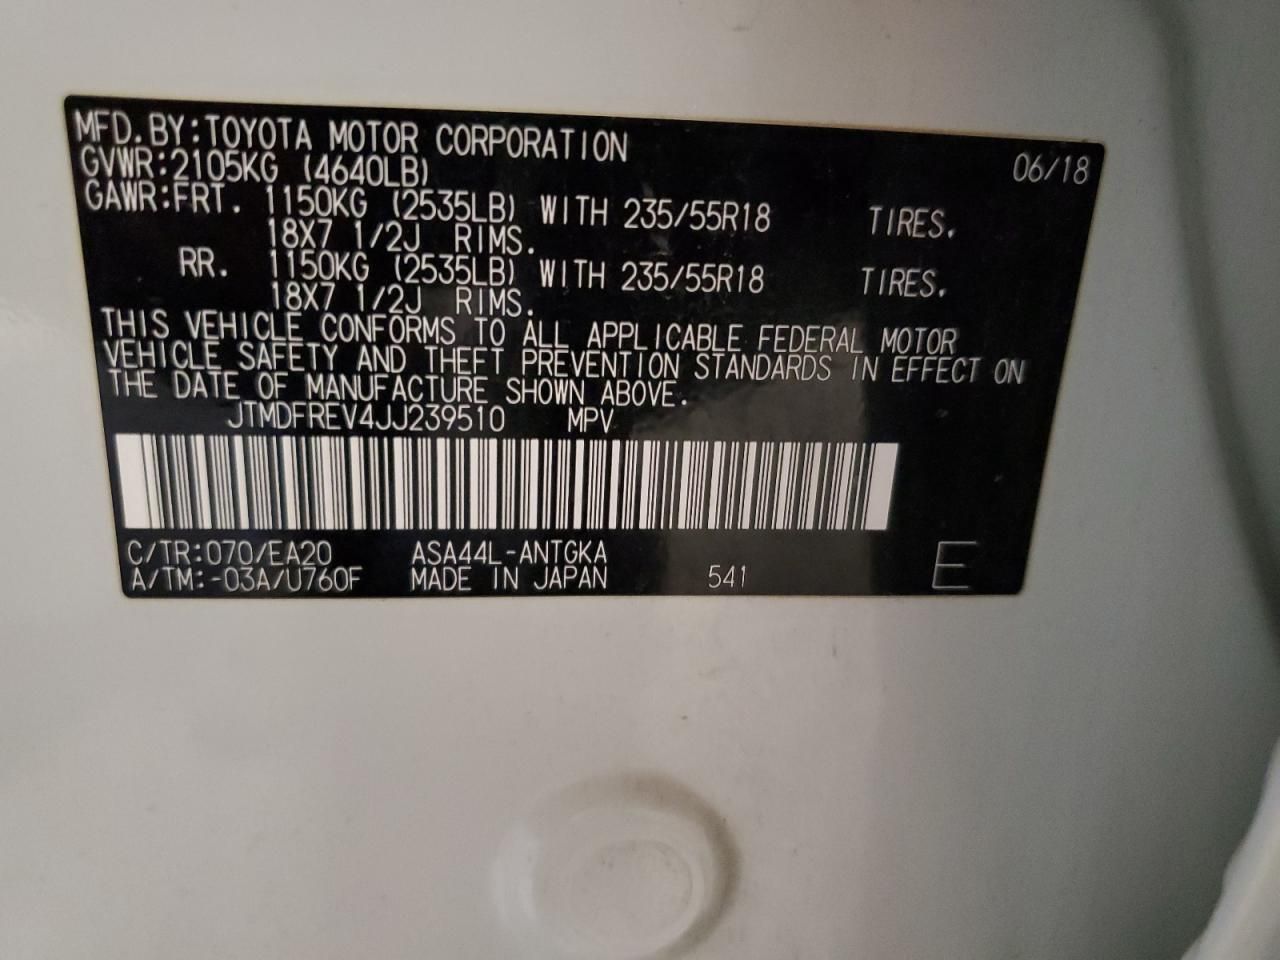 MFD.BY:TOYOTA MOTOR CORPORATION 06/18
GVWR:2105KG (4640LB)
GAWR:FRT. 1150KG (2535LB) WITH 235/55R18 TIRES.
18X7 1/2J RIMS.
RR. 1150KG (2535LB) WITH 235/55R18 TIRES.
18X7 1/2J RIMS.
THIS VEHICLE CONFORMS TO ALL APPLICABLE FEDERAL MOTOR
VEHICLE SAFETY AND THEFT PREVENTION STANDARDS IN EFFECT ON
THE DATE OF MANUFACTURE SHOWN ABOVE.
JTMDFREV4JJ239510 MPV
C/TR:070/EA20 ASA44L-ANTGKA
A/TM:-03A/U760F MADE IN JAPAN 541 E